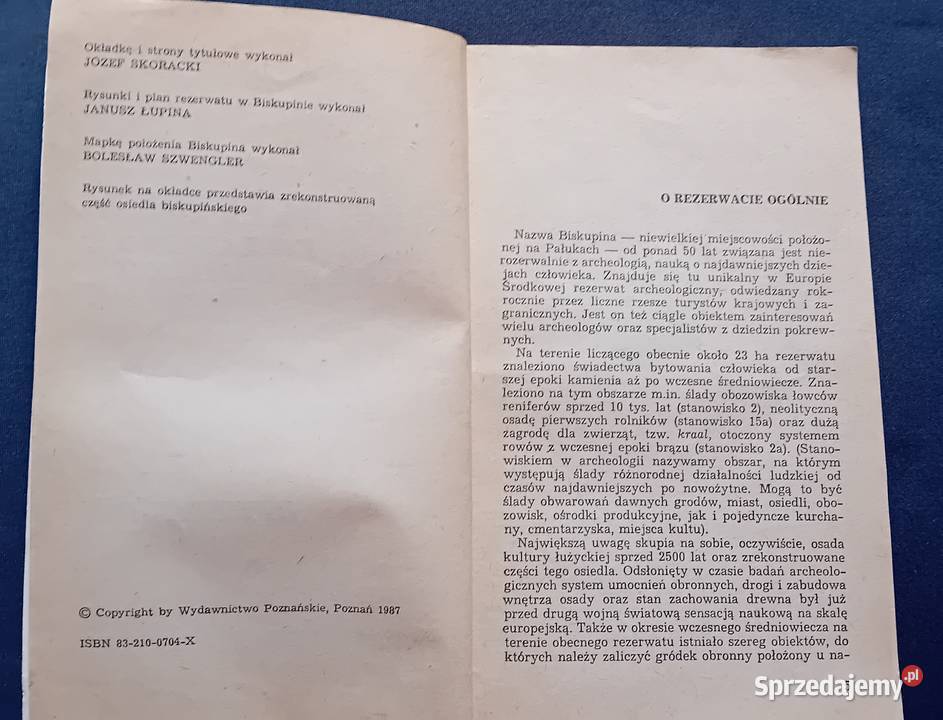 Okładkę i strony tytułowe wykonał
JÓZEF SKORACKI
Rysunki i plan rezerwatu w Biskupinie wykonał
JANUSZ ŁUPINA
Mapkę położenia Biskupina wykonał
BOLESŁAW SZWENGLER
Rysunek na okładce przedstawia zrekonstruowaną
część osiedla biskupińskiego
© Copyright by Wydawnictwo Poznańskie, Poznań 1987
ISBN 83-210-0704-X
O REZERWACIE OGÓLNIE
Nazwa Biskupina — niewielkiej miejscowości położo-
nej na Pałukach — od ponad 50 lat związana jest nie-
rozerwalnie z archeologią, nauką o najdawniejszych dzie-
jach człowieka. Znajduje się tu unikalny w Europie
Środkowej rezerwat archeologiczny, odwiedzany rok-
rocznie przez liczne rzesze turystów krajowych i za-
granicznych. Jest on też ciągle obiektem zainteresowań
wielu archeologów oraz specjalistów z dziedzin pokrew-
nych.
Na terenie liczącego obecnie około 23 ha rezerwatu
znaleziono świadectwa bytowania człowieka od star-
szej epoki kamienia aż po wczesne średniowiecze. Zna-
leziono na tym obszarze m.in. ślady obozowiska łowców
reniferów sprzed 10 tys. lat (stanowisko 2), neolityczną
osadę pierwszych rolników (stanowisko 15a) oraz dużą
zagrodę dla zwierząt, tzw. kraal, otoczony systemem
rowów z wczesnej epoki brązu (stanowisko 2a). (Stano-
wiskiem w archeologii nazywamy obszar, na którym
występują ślady różnorodnej działalności ludzkiej od
czasów najdawniejszych po nowożytne. Mogą to być
ślady obwarowań dawnych grodów, miast, osiedli, obo-
zowisk, ośrodki produkcyjne, jak i pojedyncze kurcha-
ny, cmentarzyska, miejsca kultu).
Największą uwagę skupia na sobie, oczywiście, osada
kultury łużyckiej sprzed 2500 lat oraz zrekonstruowane
części tego osiedla. Odsłonięty w czasie badań archeolo-
gicznych system umocnień obronnych, drogi i zabudowa
wnętrza osady oraz stan zachowania drewna był już
przed drugą wojną światową sensacją naukową na skalę
europejską. Także w okresie wczesnego średniowiecza na
terenie obecnego rezerwatu istniało szereg obiektów, do
których należy zaliczyć gródek obronny położony u na-
Sprzedajemy.pl